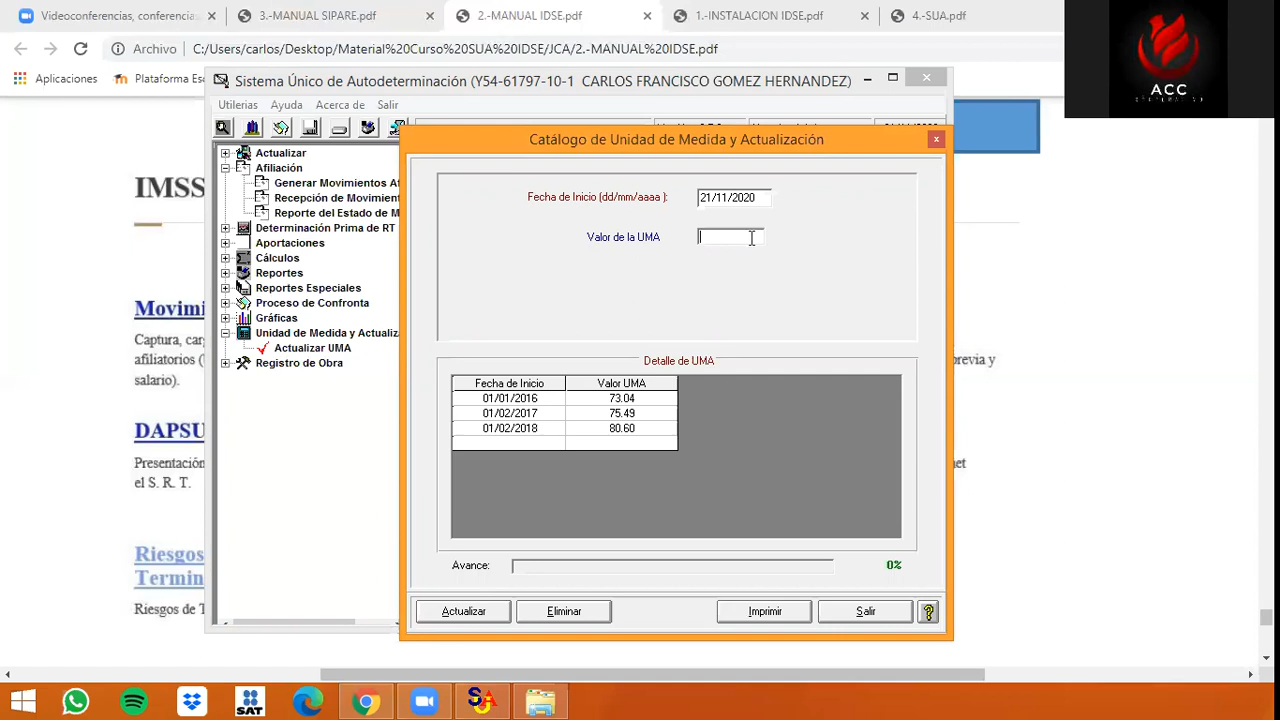 Videoconferencias, conferencias
3.-MANUAL SIPARE.pdf
2.-MANUAL IDSE.pdf
1.-INSTALACION IDSE.pdf
4.-SUA.pdf
Archivo
C:/Users/carlos/Desktop/Material%20Curso%20SUA%20IDSE/JCA/2.-MANUAL%20IDSE.pdf
Aplicaciones
Plataforma Es
ACC
Sistema Único de Autodeterminación (Y54-61797-10-1 CARLOS FRANCISCO GOMEZ HERNANDEZ)
Utilerias Ayuda Acerca de Salir
IMSS
Movimi
Captura, car
afiliatorios (
salario).
revia y
DAPSU
Presentación
el S. R. T.
net
Riesgos
Termin
Riesgos de T
Actualizar
Afiliación
Generar Movimientos Af
Recepción de Movimien
Reporte del Estado de M
Determinación Prima de RT
Aportaciones
Cálculos
Reportes
Reportes Especiales
Proceso de Confronta
Gráficas
Unidad de Medida y Actualiz
Actualizar UMA
Registro de Obra
Catálogo de Unidad de Medida y Actualización
Fecha de Inicio (dd/mm/aaaa ): 21/11/2020
Valor de la UMA
Detalle de UMA
Fecha de Inicio Valor UMA
01/01/2016 73.04
01/02/2017 75.49
01/02/2018 80.60
Avance: 0%
Actualizar Eliminar Imprimir Salir
SAT